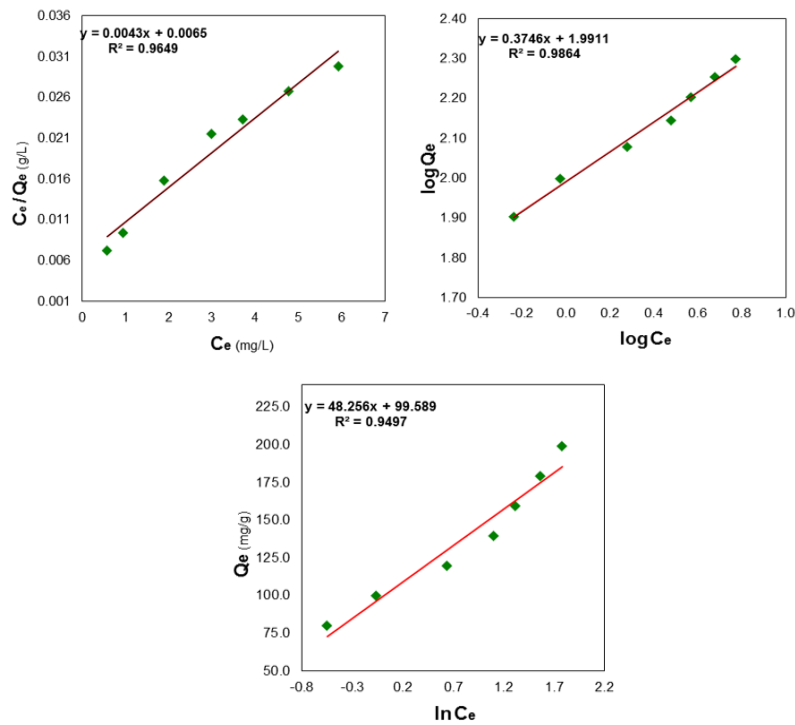 y = 0.0043x + 0.0065
R² = 0.9649
0.036
0.031
0.026
0.021
0.016
0.011
0.006
0.001
0 1 2 3 4 5 6 7
Ce / Qe (g/L)
Ce (mg/L)
y = 0.3746x + 1.9911
R² = 0.9864
2.40
2.30
2.20
2.10
2.00
1.90
1.80
1.70
-0.4 -0.2 0.0 0.2 0.4 0.6 0.8 1.0
logQe
logCe
y = 48.256x + 99.589
R² = 0.9497
225.0
200.0
175.0
150.0
125.0
100.0
75.0
50.0
-0.8 -0.3 0.2 0.7 1.2 1.7 2.2
Qe (mg/g)
lnCe